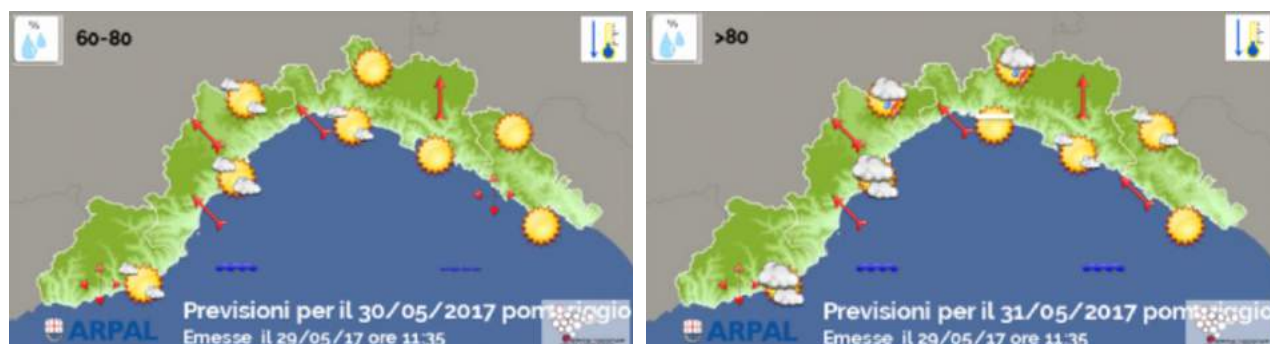 %
60-80
Previsioni per il 30/05/2017 pomeriggio
ARPAL
Emesse il 29/05/17 ore 11:35
%
>80
Previsioni per il 31/05/2017 pomeriggio
ARPAL
Emesse il 29/05/17 ore 11:35